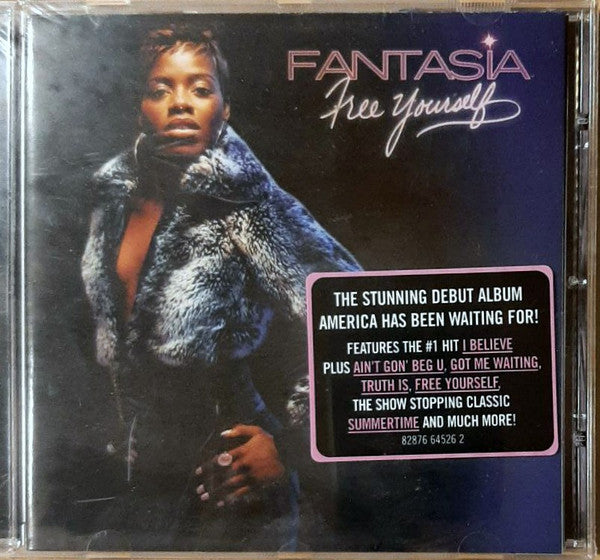 FANTASIA
Free Yourself
THE STUNNING DEBUT ALBUM
AMERICA HAS BEEN WAITING FOR!
FEATURES THE #1 HIT I BELIEVE
PLUS AIN'T GON' BEG U, GOT ME WAITING,
TRUTH IS, FREE YOURSELF,
THE SHOW STOPPING CLASSIC
SUMMERTIME AND MUCH MORE!
82876 64526 2